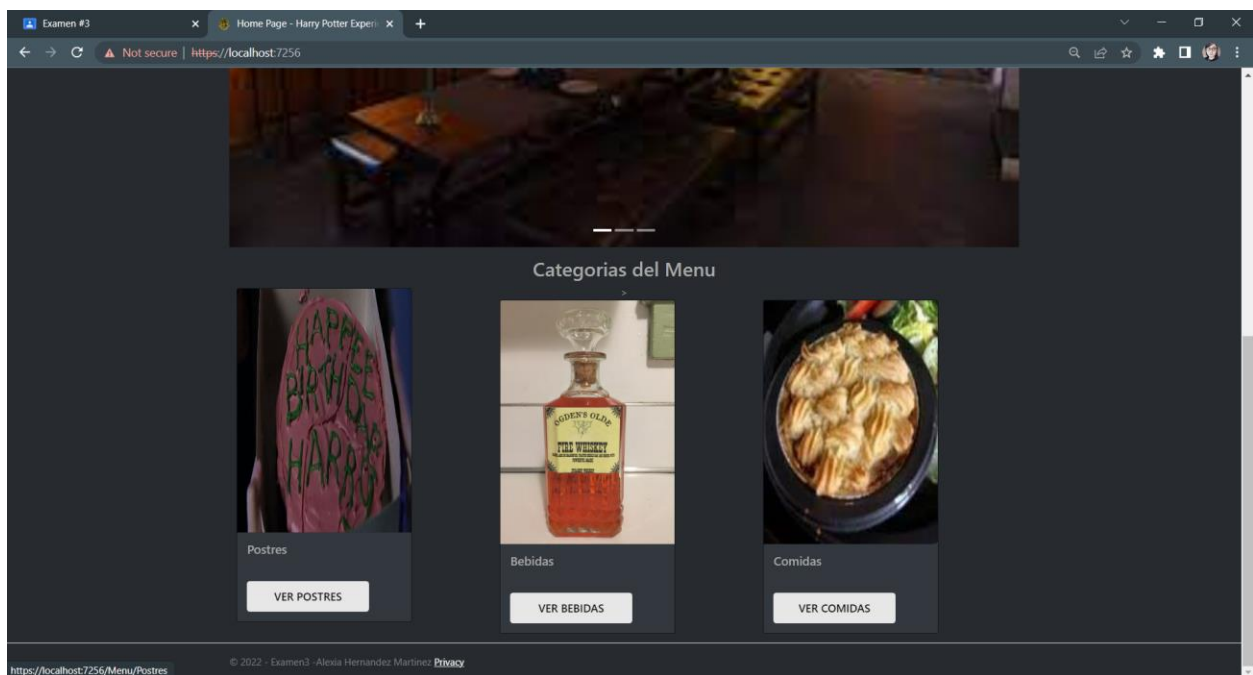 Examen #3
Home Page - Harry Potter Experi
Not secure | https://localhost:7256
Categorias del Menu
>
HAPPEE
BIRTHDAE
HARRY
OGDEN'S OLDE
FIRE WHISKEY
Postres
Bebidas
Comidas
VER POSTRES
VER BEBIDAS
VER COMIDAS
© 2022 - Examen3 -Alexia Hernandez Martinez Privacy
https://localhost:7256/Menu/Postres